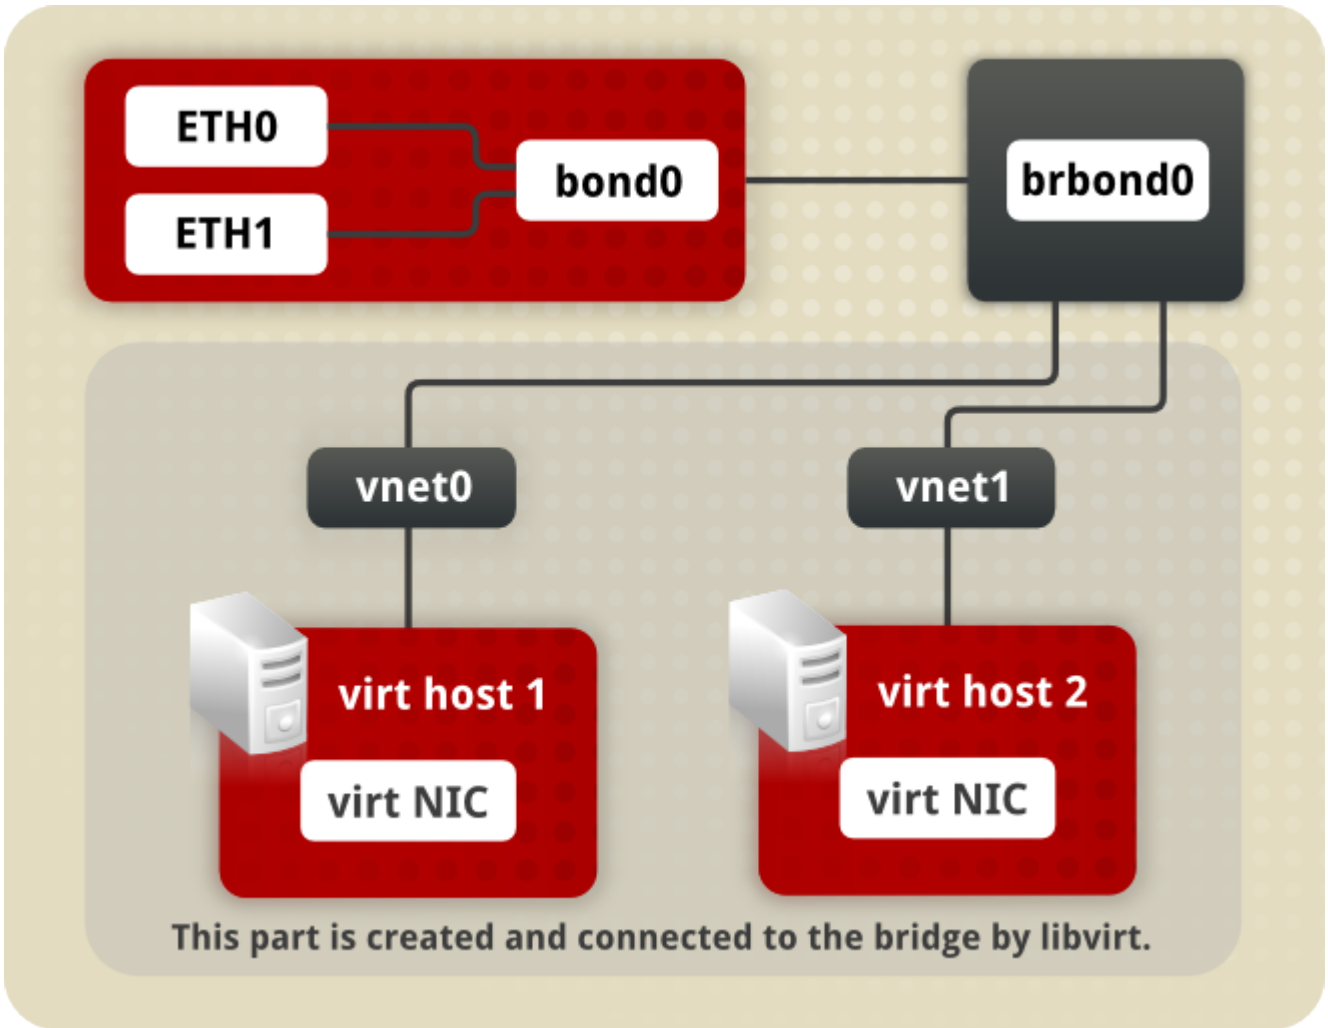 ETH0
ETH1
bond0
brbond0
vnet0
vnet1
virt host 1
virt NIC
virt host 2
virt NIC
This part is created and connected to the bridge by libvirt.